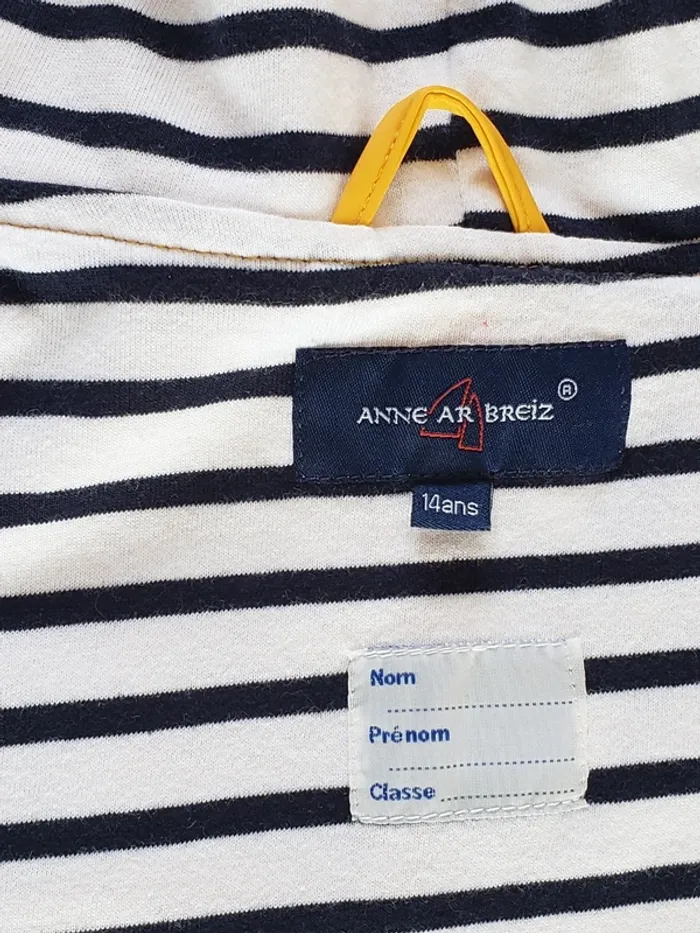 ANNE AR BREIZ ®
14ans
Nom
Prénom
Classe